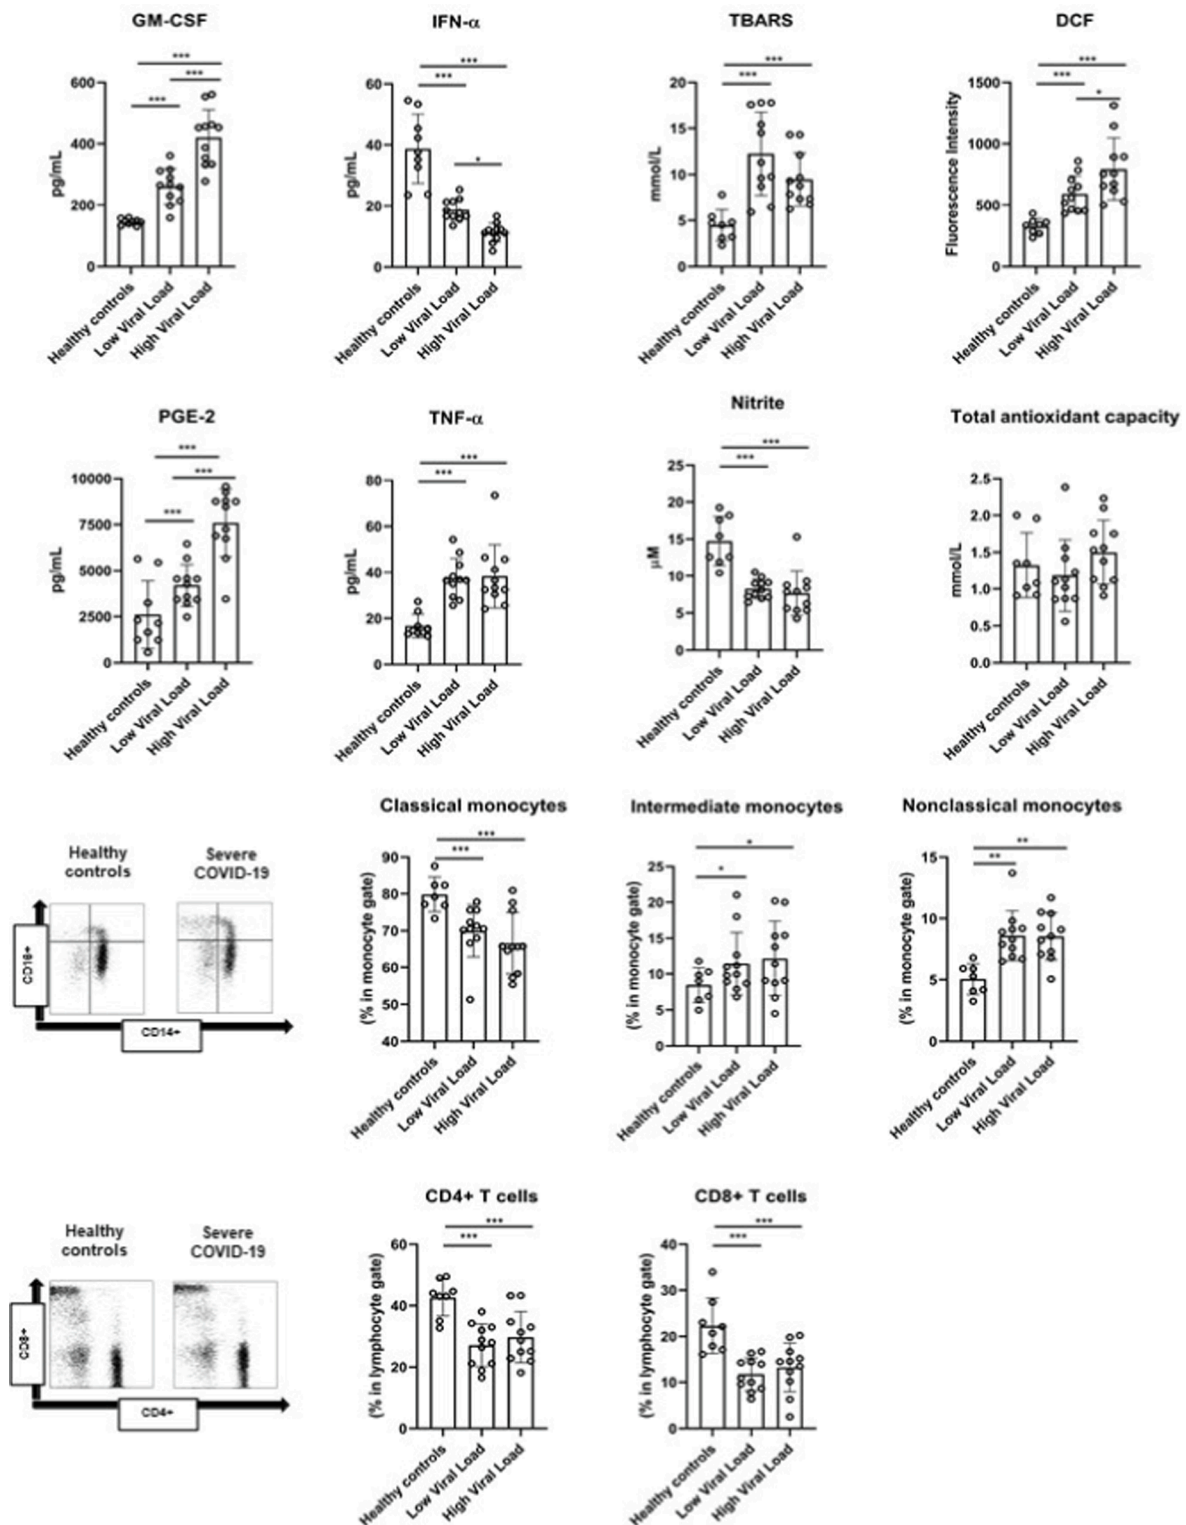 GM-CSF
IFN-α
TBARS
DCF
***
***
***
600
400
200
0
pg/mL
Healthy controls
Low Viral Load
High Viral Load
***
***
*
60
40
20
0
pg/mL
Healthy controls
Low Viral Load
High Viral Load
***
***
20
15
10
5
0
mmol/L
Healthy controls
Low Viral Load
High Viral Load
***
***
*
1500
1000
500
0
Fluorescence Intensity
Healthy controls
Low Viral Load
High Viral Load
PGE-2
TNF-α
Nitrite
Total antioxidant capacity
***
***
***
10000
7500
5000
2500
0
pg/mL
Healthy controls
Low Viral Load
High Viral Load
***
***
80
60
40
20
0
pg/mL
Healthy controls
Low Viral Load
High Viral Load
***
***
25
20
15
10
5
0
μM
Healthy controls
Low Viral Load
High Viral Load
2.5
2.0
1.5
1.0
0.5
0.0
mmol/L
Healthy controls
Low Viral Load
High Viral Load
Healthy
controls
Severe
COVID-19
CD16+
CD14+
Classical monocytes
***
***
90
80
70
60
50
40
(% in monocyte gate)
Healthy controls
Low Viral Load
High Viral Load
Intermediate monocytes
*
*
25
20
15
10
5
0
(% in monocyte gate)
Healthy controls
Low Viral Load
High Viral Load
Nonclassical monocytes
**
**
15
10
5
0
(% in monocyte gate)
Healthy controls
Low Viral Load
High Viral Load
Healthy
controls
Severe
COVID-19
CD8+
CD4+
CD4+ T cells
***
***
60
40
20
0
(% in lymphocyte gate)
Healthy controls
Low Viral Load
High Viral Load
CD8+ T cells
***
***
40
30
20
10
0
(% in lymphocyte gate)
Healthy controls
Low Viral Load
High Viral Load